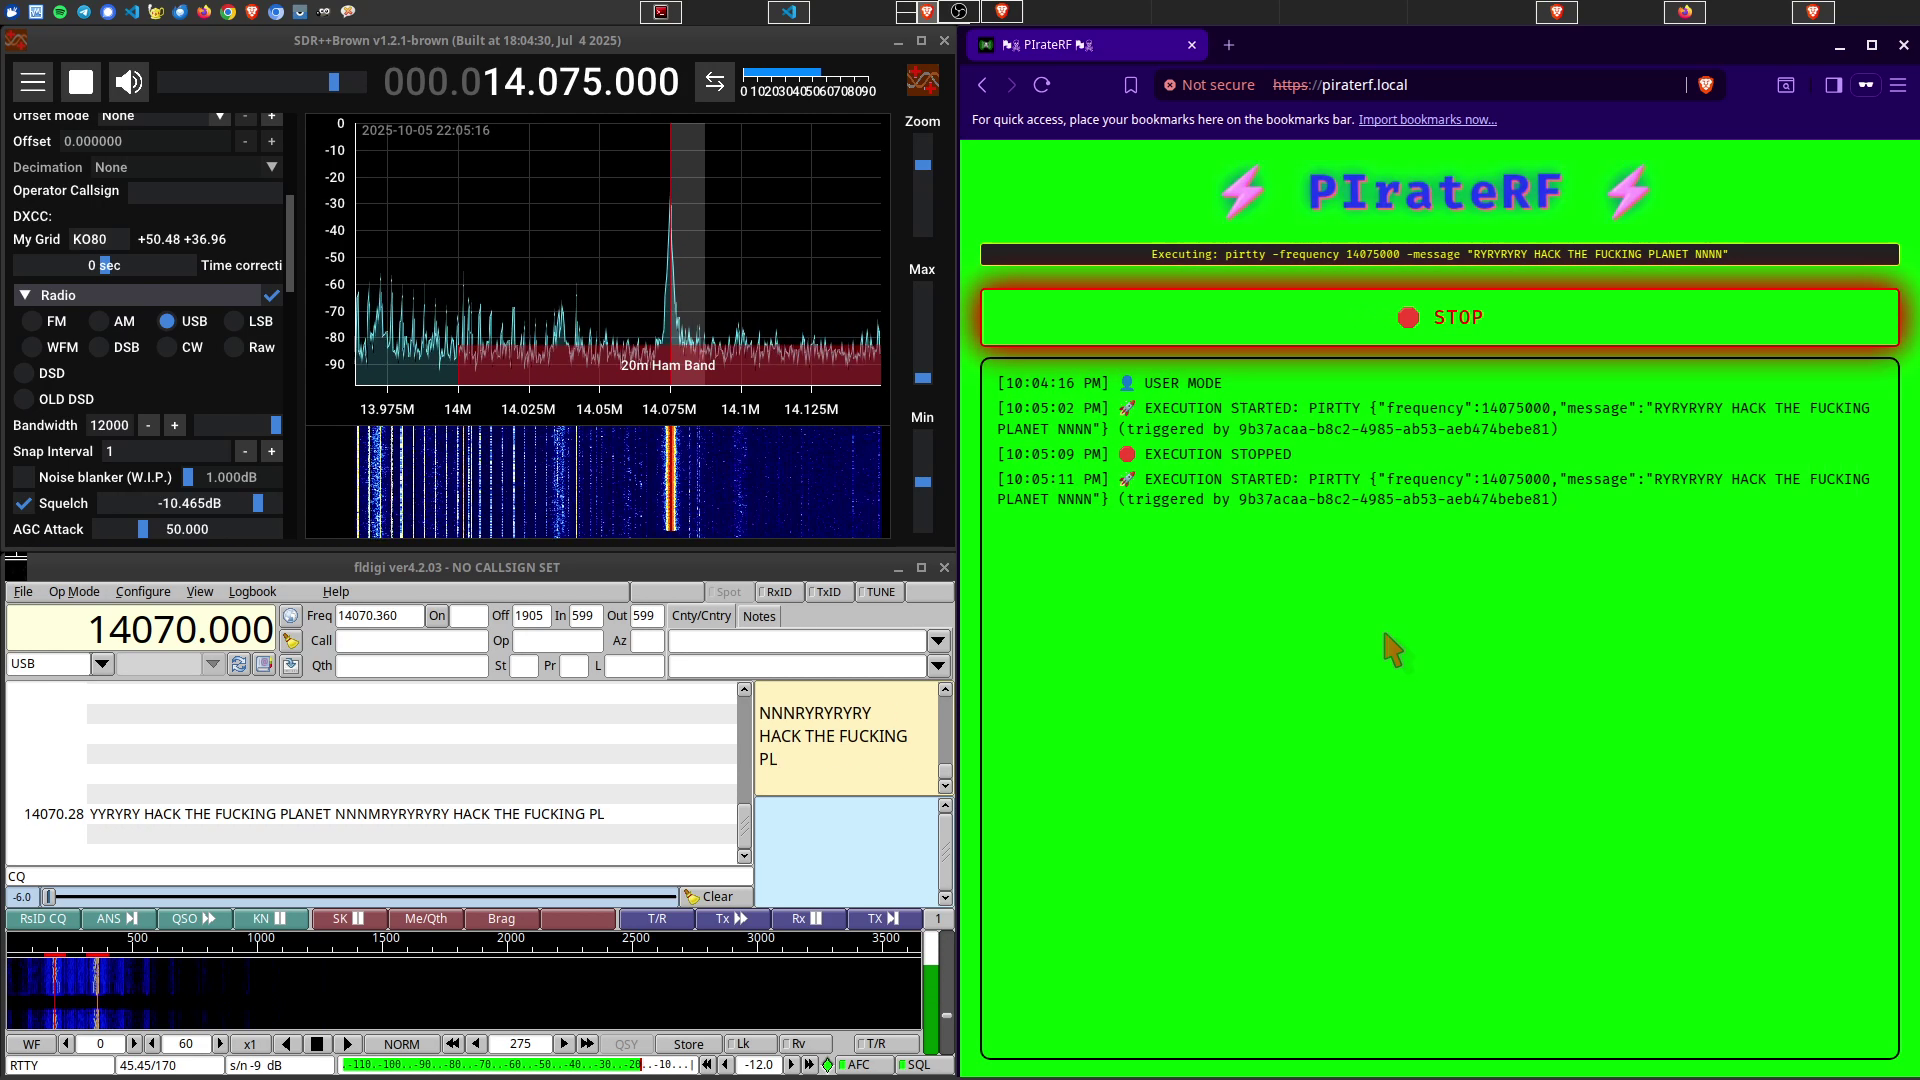 SDR++Brown v1.2.1-brown (Built at 18:04:30, Jul 4 2025)
000.014.075.000
0 102030405060708090
Offset mode None - +
Offset 0.000000 - +
Decimation None
Operator Callsign
DXCC:
My Grid KO80 +50.48 +36.96
0 sec Time correcti
Radio
FM AM USB LSB
WFM DSB CW Raw
DSD
OLD DSD
Bandwidth 12000 - +
Snap Interval 1 - +
Noise blanker (W.I.P.) 1.000dB
Squelch -10.465dB
AGC Attack 50.000
2025-10-05 22:05:16
0
-10
-20
-30
-40
-50
-60
-70
-80
-90
20m Ham Band
13.975M 14M 14.025M 14.05M 14.075M 14.1M 14.125M
Zoom
Max
Min
fldigi ver4.2.03 - NO CALLSIGN SET
File Op Mode Configure View Logbook Help Spot RxID TxID TUNE
14070.000
Freq 14070.360 On Off 1905 In 599 Out 599 Cnty/Cntry Notes
Call Op Az
USB
Qth St Pr L
14070.28 YYRYRY HACK THE FUCKING PLANET NNNMRYRYRYRY HACK THE FUCKING PL
NNNRYRYRYRY
HACK THE FUCKING
PL
CQ
-6.0 Clear
RsID CQ ANS QSO KN SK Me/Qth Brag T/R Tx Rx TX 1
500 1000 1500 2000 2500 3000 3500
WF 0 60 x1 NORM 275 QSY Store Lk Rv T/R
RTTY 45.45/170 s/n -9 dB -110.-100..-90...-80...-70...-60...-50...-40...-30...-20...-10...| -12.0 AFC SQL
PIrateRF
Not secure https://piraterf.local
For quick access, place your bookmarks here on the bookmarks bar. Import bookmarks now...
⚡ PIrateRF ⚡
Executing: pirtty -frequency 14075000 -message "RYRYRYRY HACK THE FUCKING PLANET NNNN"
🛑 STOP
[10:04:16 PM] 👤 USER MODE
[10:05:02 PM] 🚀 EXECUTION STARTED: PIRTTY {"frequency":14075000,"message":"RYRYRYRY HACK THE FUCKING
PLANET NNNN"} (triggered by 9b37acaa-b8c2-4985-ab53-aeb474bebe81)
[10:05:09 PM] 🛑 EXECUTION STOPPED
[10:05:11 PM] 🚀 EXECUTION STARTED: PIRTTY {"frequency":14075000,"message":"RYRYRYRY HACK THE FUCKING
PLANET NNNN"} (triggered by 9b37acaa-b8c2-4985-ab53-aeb474bebe81)